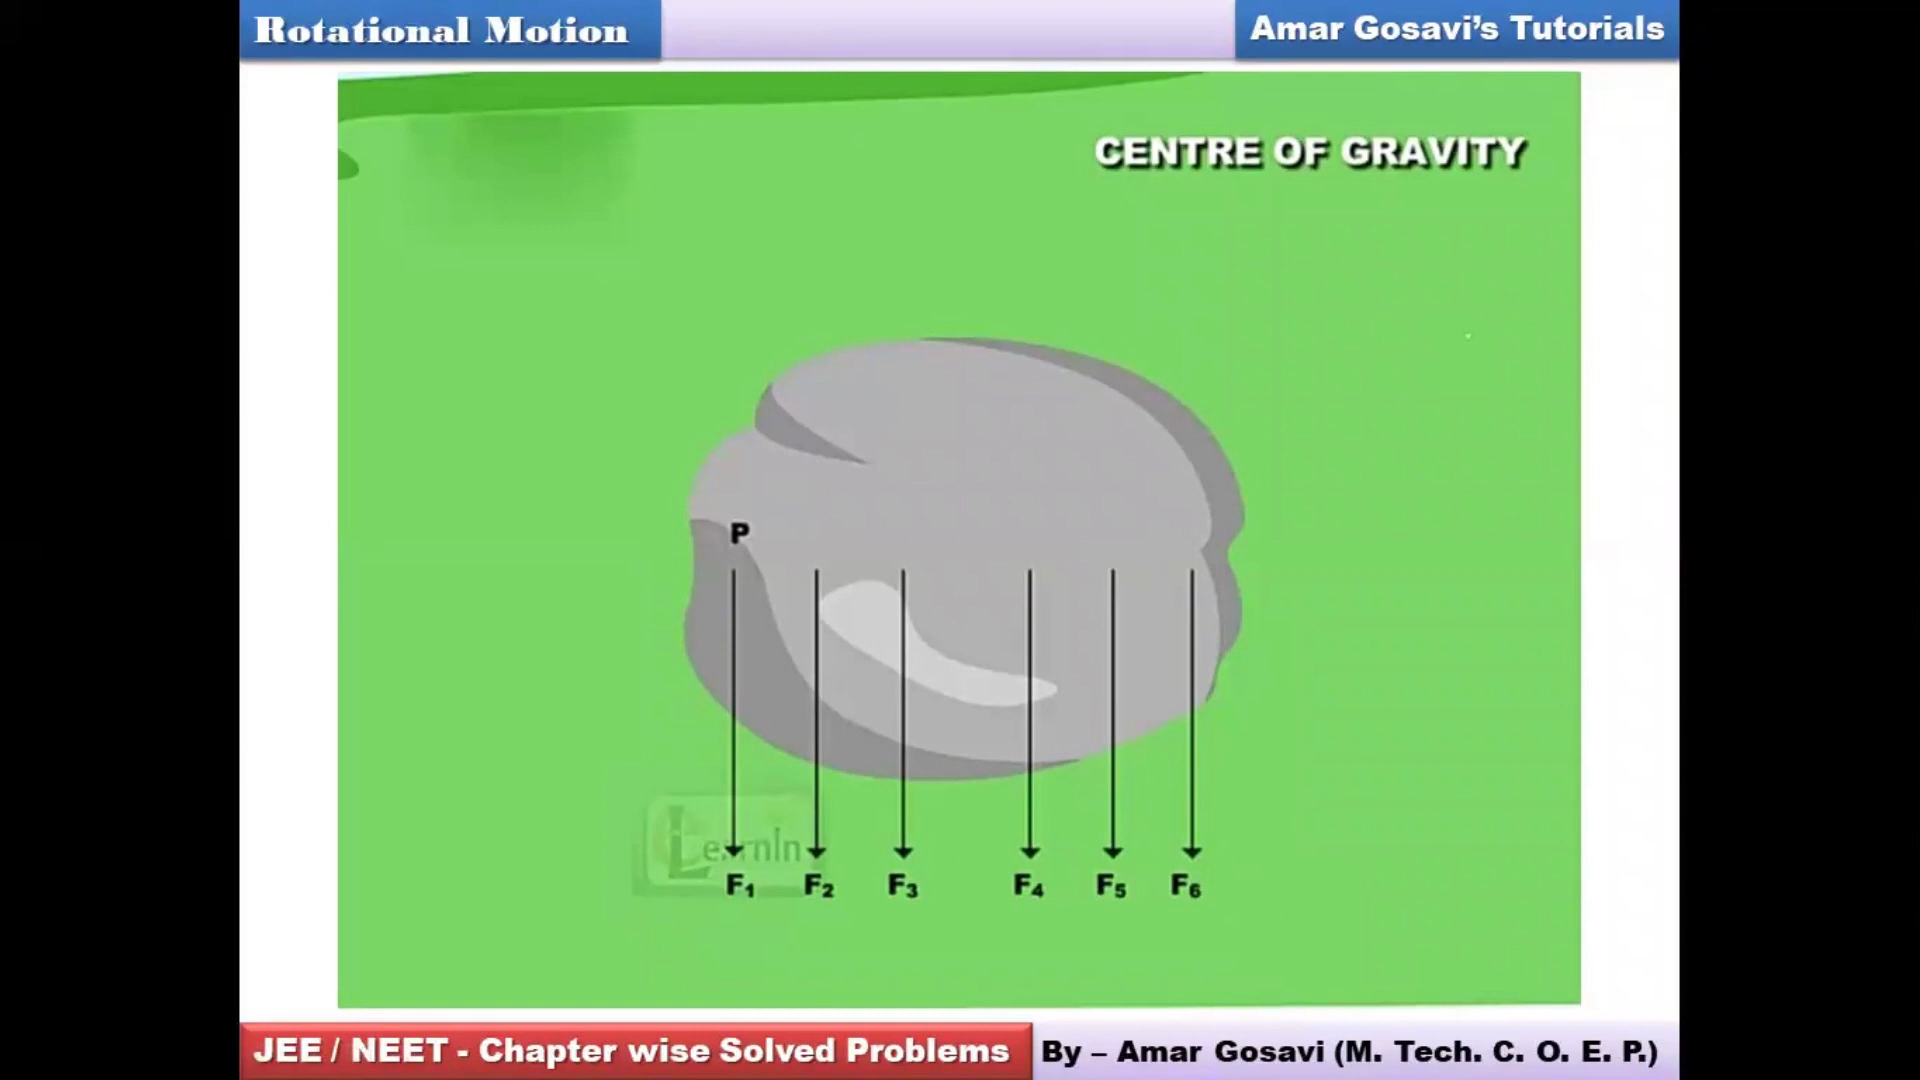 Rotational Motion
Amar Gosavi's Tutorials
CENTRE OF GRAVITY
P
LearnIn
F₁ F₂ F₃ F₄ F₅ F₆
JEE / NEET - Chapter wise Solved Problems
By – Amar Gosavi (M. Tech. C. O. E. P.)